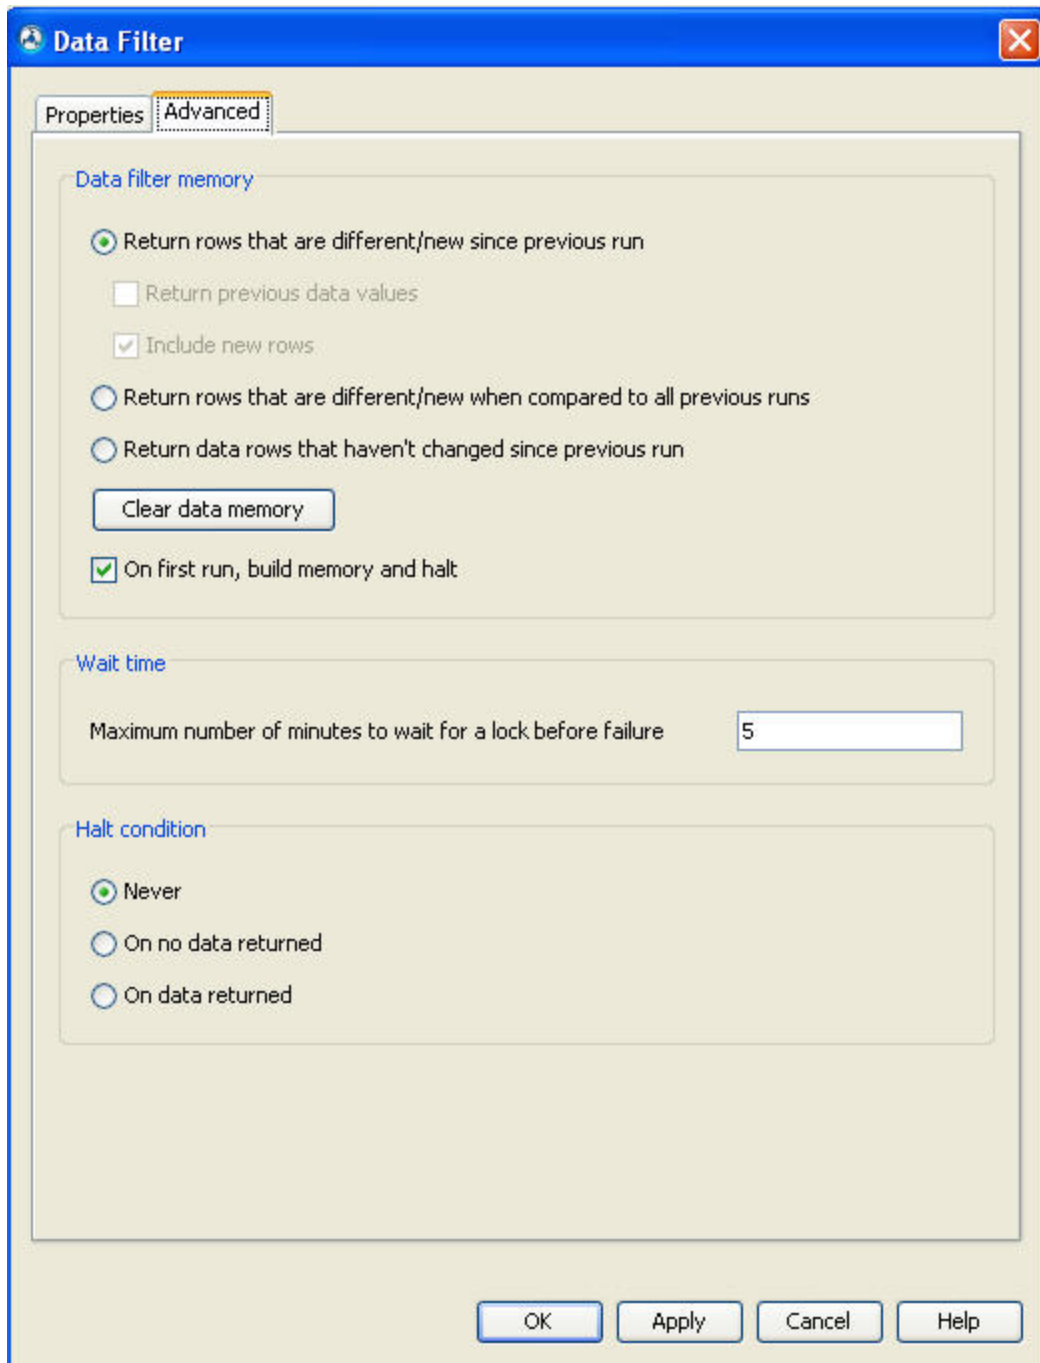 Data Filter
Properties
Advanced
Data filter memory
Return rows that are different/new since previous run
Return previous data values
Include new rows
Return rows that are different/new when compared to all previous runs
Return data rows that haven't changed since previous run
Clear data memory
On first run, build memory and halt
Wait time
Maximum number of minutes to wait for a lock before failure
5
Halt condition
Never
On no data returned
On data returned
OK
Apply
Cancel
Help